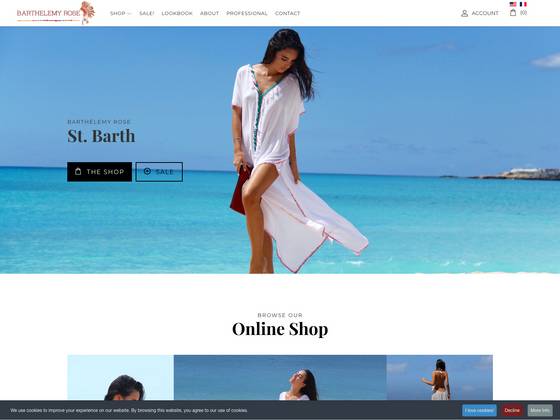 BARTHELEMY ROSE
SHOP SALE! LOOKBOOK ABOUT PROFESSIONAL CONTACT
ACCOUNT (0)
BARTHÉLEMY ROSE
St. Barth
THE SHOP SALE
BROWSE OUR
Online Shop
We use cookies to improve your experience on our website. By browsing this website, you agree to our use of cookies.
I love cookies! Decline More Info